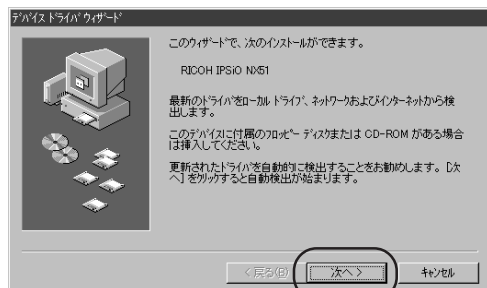 ﾃﾞﾊﾞｲｽ ﾄﾞﾗｲﾊﾞ ｳｨｻﾞｰﾄﾞ
このｳｨｻﾞｰﾄﾞで、次のインストールができます。
RICOH IPSiO NX51
最新のﾄﾞﾗｲﾊﾞをﾛｰｶﾙ ﾄﾞﾗｲﾌﾞ、ﾈｯﾄﾜｰｸおよびｲﾝﾀｰﾈｯﾄから検
出します。
このﾃﾞﾊﾞｲｽに付属のﾌﾛｯﾋﾟｰ ﾃﾞｨｽｸまたは CD-ROM がある場合
は挿入してください。
更新されたﾄﾞﾗｲﾊﾞを自動的に検出することをお勧めします。[次
へ] をｸﾘｯｸすると自動検出が始まります。
< 戻る(B)
次へ >
ｷｬﾝｾﾙ